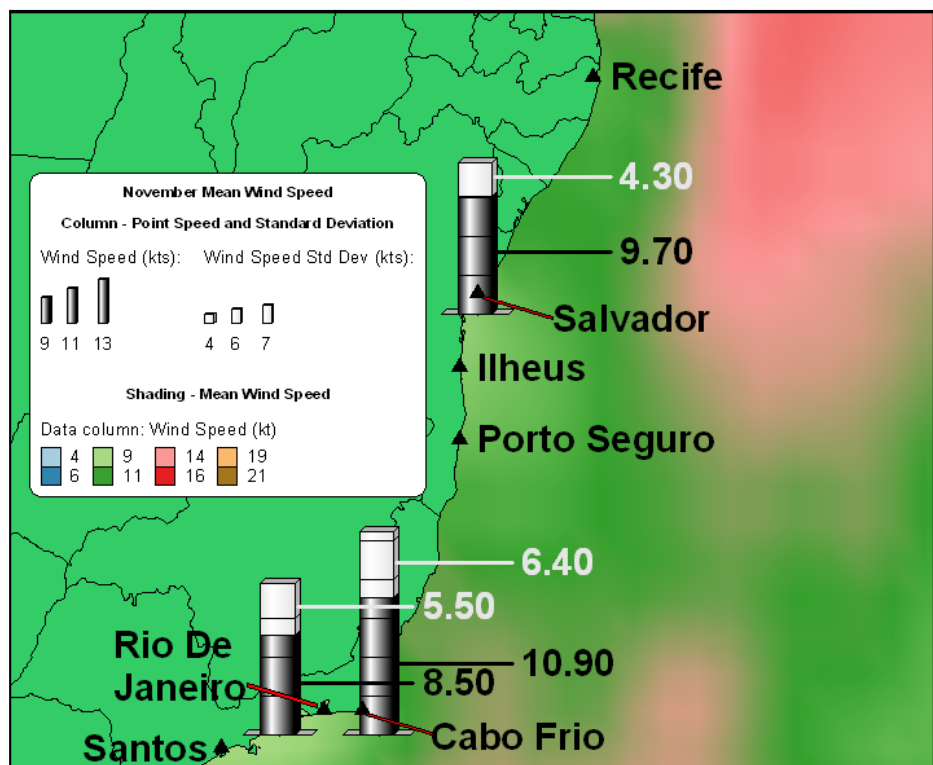 Recife
4.30
9.70
Salvador
Ilheus
Porto Seguro
November Mean Wind Speed
Column - Point Speed and Standard Deviation
Wind Speed (kts): Wind Speed Std Dev (kts):
9 11 13 4 6 7
Shading - Mean Wind Speed
Data column: Wind Speed (kt)
4 9 14 19
6 11 16 21
6.40
5.50
10.90
8.50
Rio De
Janeiro
Cabo Frio
Santos